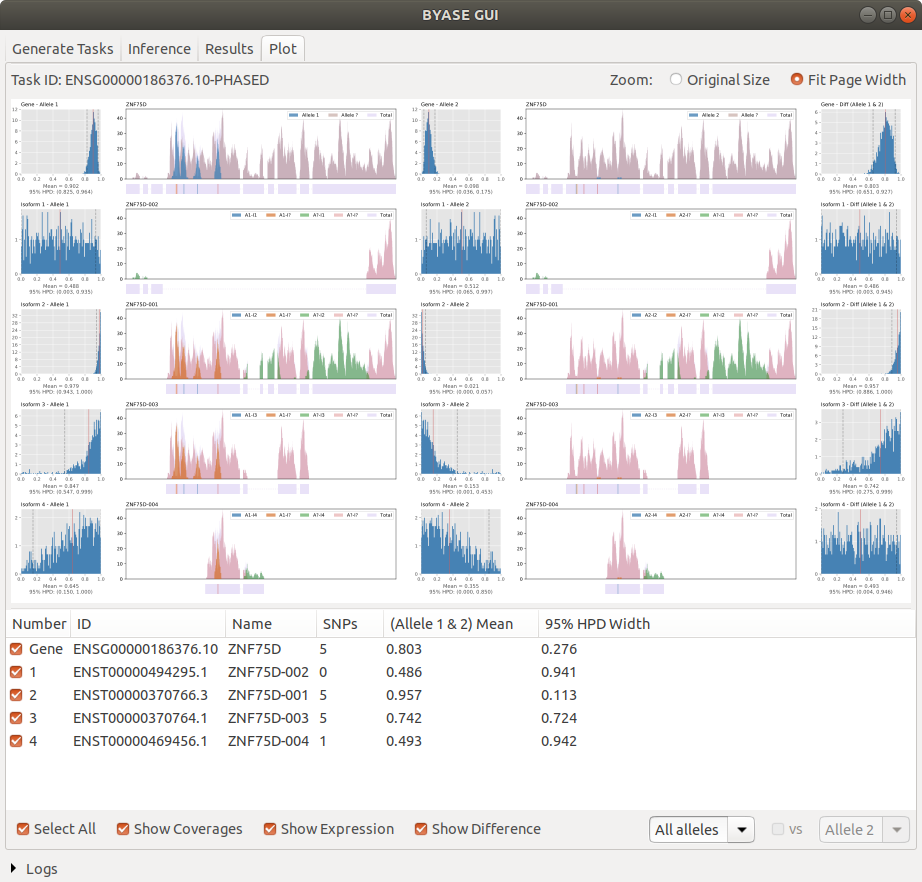 BYASE GUI
Generate Tasks Inference Results Plot
Task ID: ENSG00000186376.10-PHASED Zoom: Original Size Fit Page Width
Gene - Allele 1 ZNF75D Gene - Allele 2 ZNF75D Gene - Diff (Allele 1 & 2)
Allele 1 Allele ? Total Allele 2 Allele ? Total
Mean = 0.902 Mean = 0.098 Mean = 0.803
95% HPD: (0.825, 0.964) 95% HPD: (0.036, 0.175) 95% HPD: (0.651, 0.927)
Isoform 1 - Allele 1 ZNF75D-002 Isoform 1 - Allele 2 ZNF75D-002 Isoform 1 - Diff (Allele 1 & 2)
A1-I1 A1-I? A?-I1 A?-I? Total A2-I1 A2-I? A?-I1 A?-I? Total
Mean = 0.488 Mean = 0.512 Mean = 0.486
95% HPD: (0.003, 0.935) 95% HPD: (0.065, 0.997) 95% HPD: (0.003, 0.945)
Isoform 2 - Allele 1 ZNF75D-001 Isoform 2 - Allele 2 ZNF75D-001 Isoform 2 - Diff (Allele 1 & 2)
A1-I2 A1-I? A?-I2 A?-I? Total A2-I2 A2-I? A?-I2 A?-I? Total
Mean = 0.979 Mean = 0.021 Mean = 0.957
95% HPD: (0.943, 1.000) 95% HPD: (0.000, 0.057) 95% HPD: (0.886, 1.000)
Isoform 3 - Allele 1 ZNF75D-003 Isoform 3 - Allele 2 ZNF75D-003 Isoform 3 - Diff (Allele 1 & 2)
A1-I3 A1-I? A?-I3 A?-I? Total A2-I3 A2-I? A?-I3 A?-I? Total
Mean = 0.847 Mean = 0.153 Mean = 0.742
95% HPD: (0.547, 0.999) 95% HPD: (0.001, 0.453) 95% HPD: (0.275, 0.999)
Isoform 4 - Allele 1 ZNF75D-004 Isoform 4 - Allele 2 ZNF75D-004 Isoform 4 - Diff (Allele 1 & 2)
A1-I4 A1-I? A?-I4 A?-I? Total A2-I4 A2-I? A?-I4 A?-I? Total
Mean = 0.645 Mean = 0.355 Mean = 0.493
95% HPD: (0.150, 1.000) 95% HPD: (0.000, 0.850) 95% HPD: (0.004, 0.946)
Number ID Name SNPs (Allele 1 & 2) Mean 95% HPD Width
Gene ENSG00000186376.10 ZNF75D 5 0.803 0.276
1 ENST00000494295.1 ZNF75D-002 0 0.486 0.941
2 ENST00000370766.3 ZNF75D-001 5 0.957 0.113
3 ENST00000370764.1 ZNF75D-003 5 0.742 0.724
4 ENST00000469456.1 ZNF75D-004 1 0.493 0.942
Select All Show Coverages Show Expression Show Difference All alleles vs Allele 2
Logs